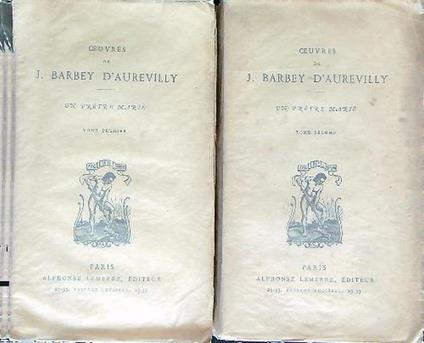 ŒUVRES
DE
J. BARBEY D'AUREVILLY
UN PRÊTRE MARIÉ
TOME PREMIER
PARIS
ALPHONSE LEMERRE, ÉDITEUR
ŒUVRES
DE
J. BARBEY D'AUREVILLY
UN PRÊTRE MARIÉ
TOME SECOND
PARIS
ALPHONSE LEMERRE, ÉDITEUR